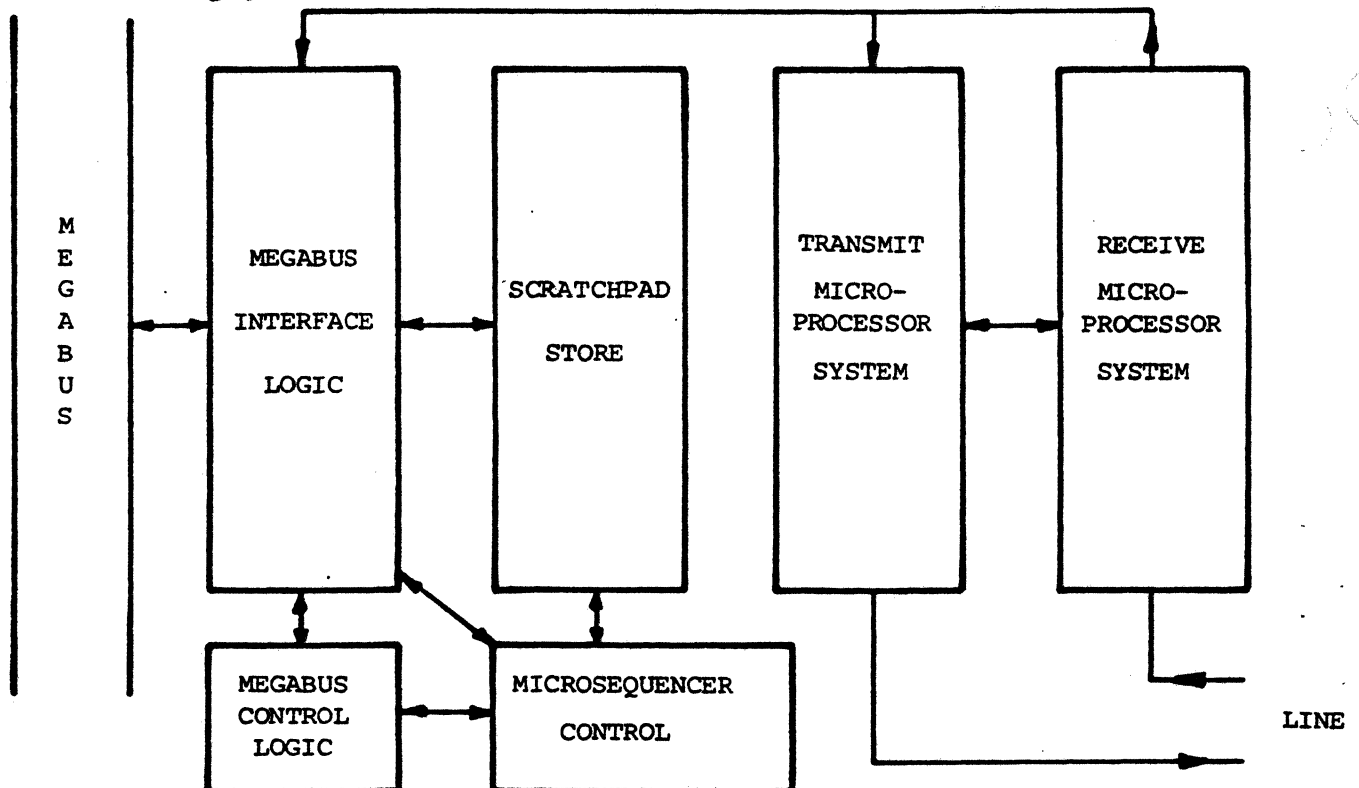 M
E
G
A
B
U
S
MEGABUS
INTERFACE
LOGIC
SCRATCHPAD
STORE
TRANSMIT
MICRO-
PROCESSOR
SYSTEM
RECEIVE
MICRO-
PROCESSOR
SYSTEM
MEGABUS
CONTROL
LOGIC
MICROSEQUENCER
CONTROL
LINE